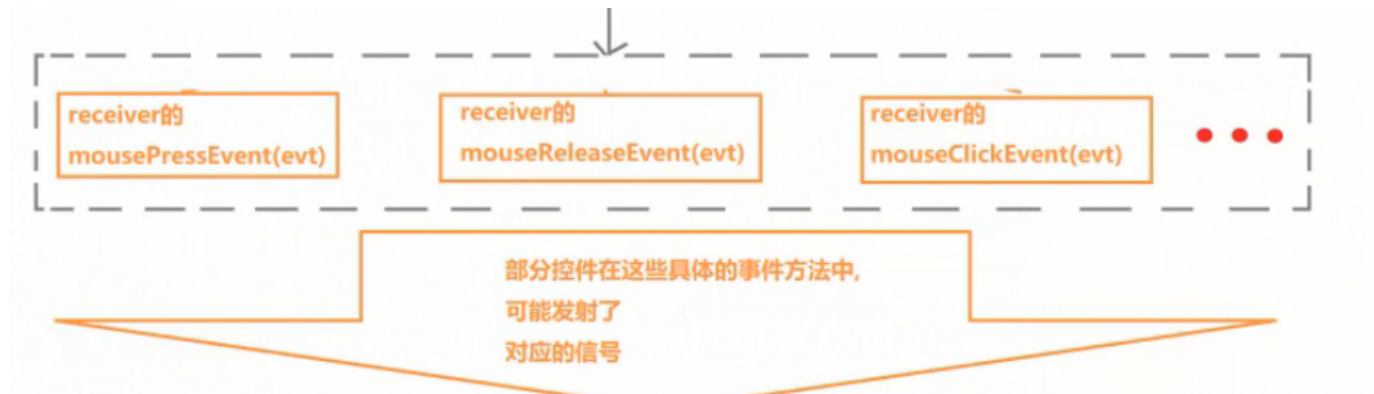 receiver的
mousePressEvent(evt)
receiver的
mouseReleaseEvent(evt)
receiver的
mouseClickEvent(evt)
部分控件在这些具体的事件方法中,
可能发射了
对应的信号